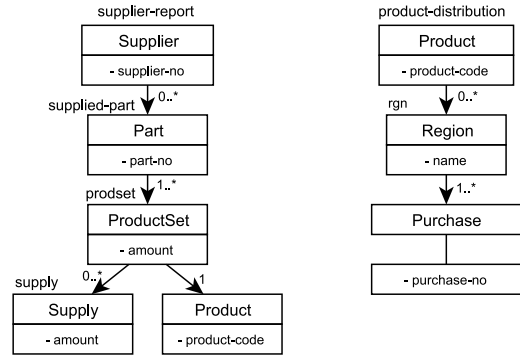 supplier-report
Supplier
- supplier-no
0..*
supplied-part
Part
- part-no
1..*
prodset
ProductSet
- amount
0..*
1
supply
Supply
- amount
Product
- product-code
product-distribution
Product
- product-code
0..*
rgn
Region
- name
1..*
Purchase
- purchase-no